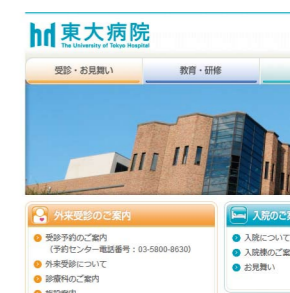 東大病院
The University of Tokyo Hospital
受診・お見舞い
教育・研修
外来受診のご案内
受診予約のご案内
(予約センター電話番号：03-5800-8630)
外来受診について
診療科のご案内
入院のご
入院について
入院棟のご案
お見舞い